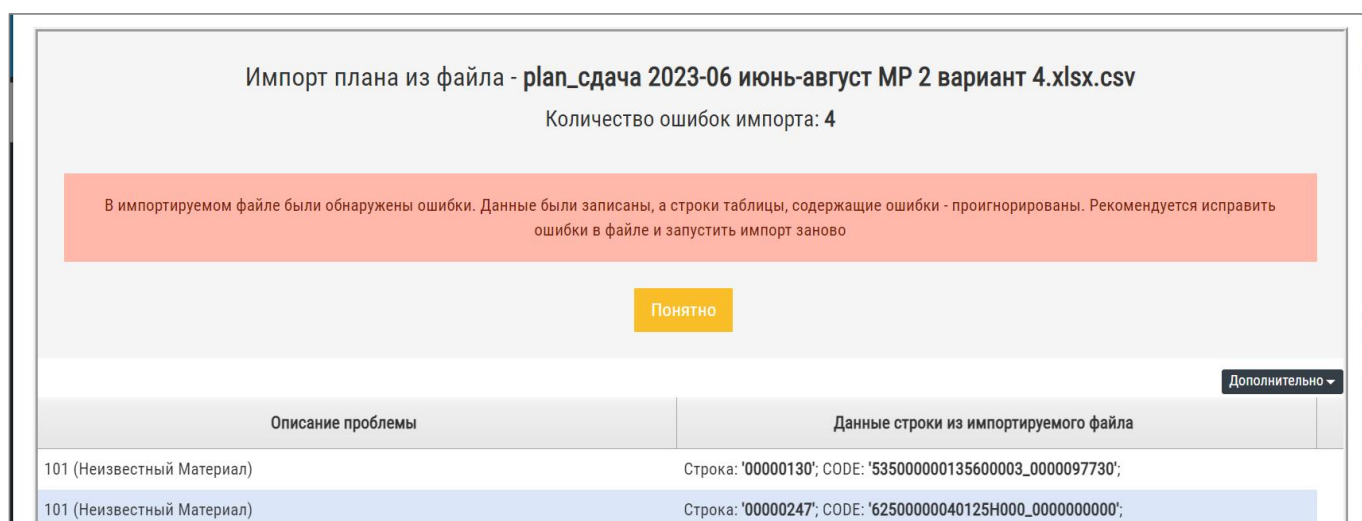 Импорт плана из файла - plan_сдача 2023-06 июнь-август МР 2 вариант 4.xlsx.csv
Количество ошибок импорта: 4
В импортируемом файле были обнаружены ошибки. Данные были записаны, а строки таблицы, содержащие ошибки - проигнорированы. Рекомендуется исправить
ошибки в файле и запустить импорт заново
Понятно
Дополнительно
Описание проблемы Данные строки из импортируемого файла
101 (Неизвестный Материал) Строка: '00000130'; CODE: '535000000135600003_0000097730';
101 (Неизвестный Материал) Строка: '00000247'; CODE: '62500000040125H000_0000000000';